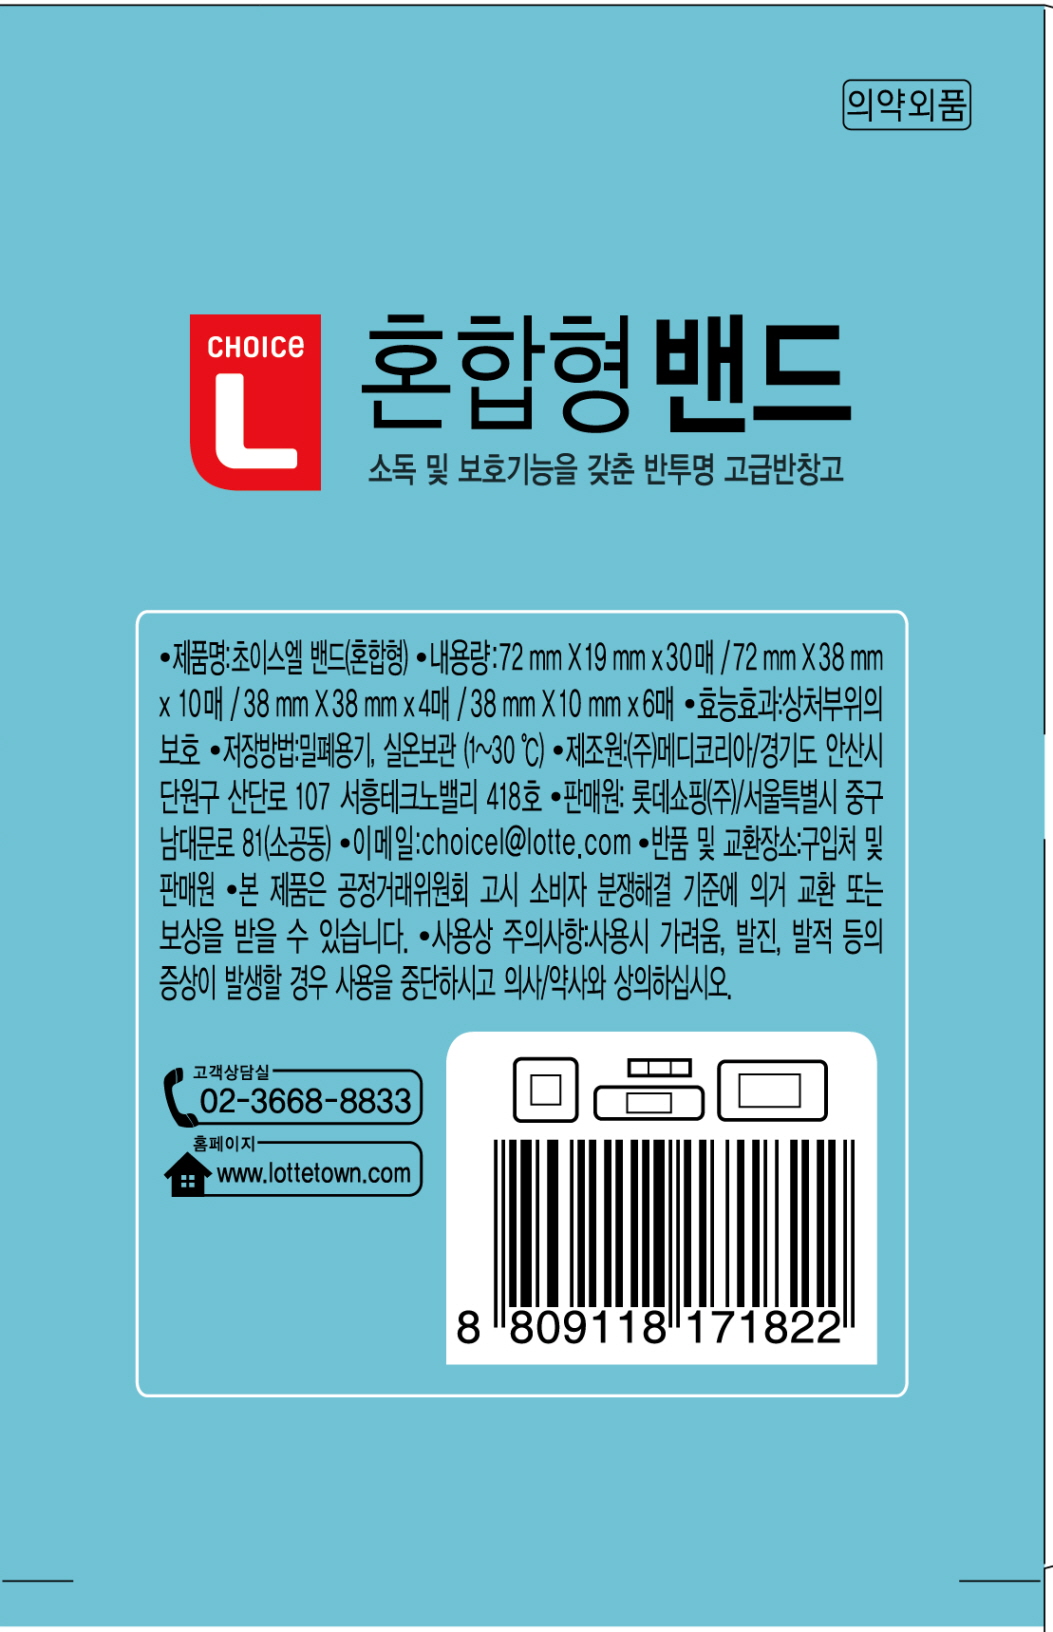 의약외품
CHOICe
L
혼합형 밴드
소독 및 보호기능을 갖춘 반투명 고급반창고
•제품명:초이스엘 밴드(혼합형) •내용량:72 mm X 19 mm x 30매 / 72 mm X 38 mm
x 10매 / 38 mm X 38 mm x 4매 / 38 mm X 10 mm x 6매 •효능효과:상처부위의
보호 •저장방법:밀폐용기, 실온보관 (1~30 ℃) •제조원:(주)메디코리아/경기도 안산시
단원구 산단로 107 서흥테크노밸리 418호 •판매원: 롯데쇼핑(주)/서울특별시 중구
남대문로 81(소공동) •이메일:choicel@lotte.com •반품 및 교환장소:구입처 및
판매원 •본 제품은 공정거래위원회 고시 소비자 분쟁해결 기준에 의거 교환 또는
보상을 받을 수 있습니다. •사용상 주의사항:사용시 가려움, 발진, 발적 등의
증상이 발생할 경우 사용을 중단하시고 의사/약사와 상의하십시오.
고객상담실
02-3668-8833
홈페이지
www.lottetown.com
8 809118 171822